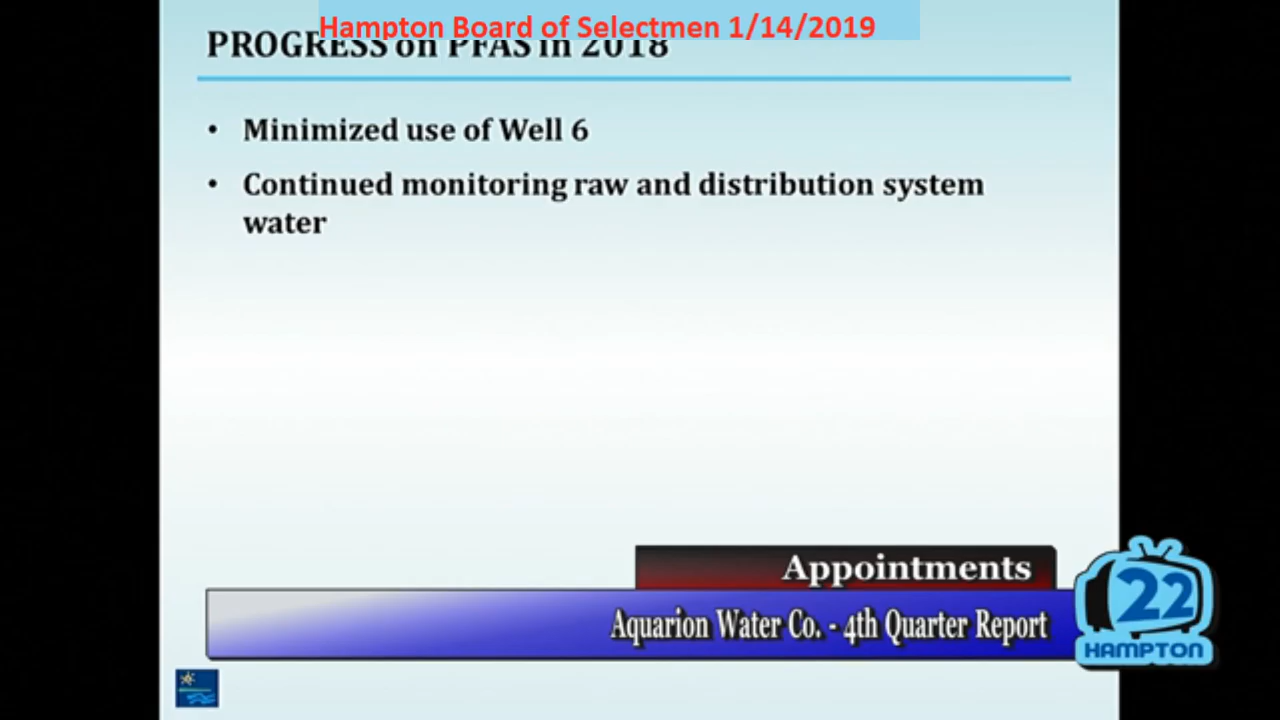 Hampton Board of Selectmen 1/14/2019
PROGRESS on PFAS in 2018
• Minimized use of Well 6
• Continued monitoring raw and distribution system
water
Appointments
Aquarion Water Co. - 4th Quarter Report
22
HAMPTON